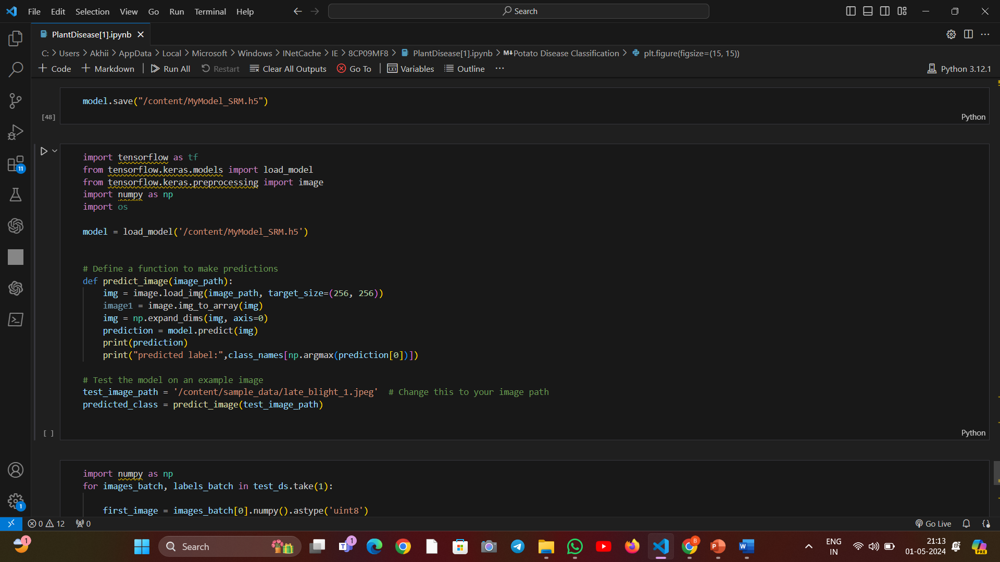 File Edit Selection View Go Run Terminal Help
Search
PlantDisease[1].ipynb
C: > Users > Akhii > AppData > Local > Microsoft > Windows > INetCache > IE > 8CP09MF8 > PlantDisease[1].ipynb > M↓Potato Disease Classification > plt.figure(figsize=(15, 15))
+ Code + Markdown | Run All Restart Clear All Outputs Go To | Variables Outline ...
Python 3.12.1
model.save("/content/MyModel_SRM.h5")
[48]
Python
import tensorflow as tf
from tensorflow.keras.models import load_model
from tensorflow.keras.preprocessing import image
import numpy as np
import os
model = load_model('/content/MyModel_SRM.h5')
# Define a function to make predictions
def predict_image(image_path):
    img = image.load_img(image_path, target_size=(256, 256))
    image1 = image.img_to_array(img)
    img = np.expand_dims(img, axis=0)
    prediction = model.predict(img)
    print(prediction)
    print("predicted label:",class_names[np.argmax(prediction[0])])
# Test the model on an example image
test_image_path = '/content/sample_data/late_blight_1.jpeg'  # Change this to your image path
predicted_class = predict_image(test_image_path)
[ ]
Python
import numpy as np
for images_batch, labels_batch in test_ds.take(1):
    first_image = images_batch[0].numpy().astype('uint8')
11
1
0 12 0
Go Live
1
Search
1
B
P
W
ENG
IN
21:13
01-05-2024
PRE